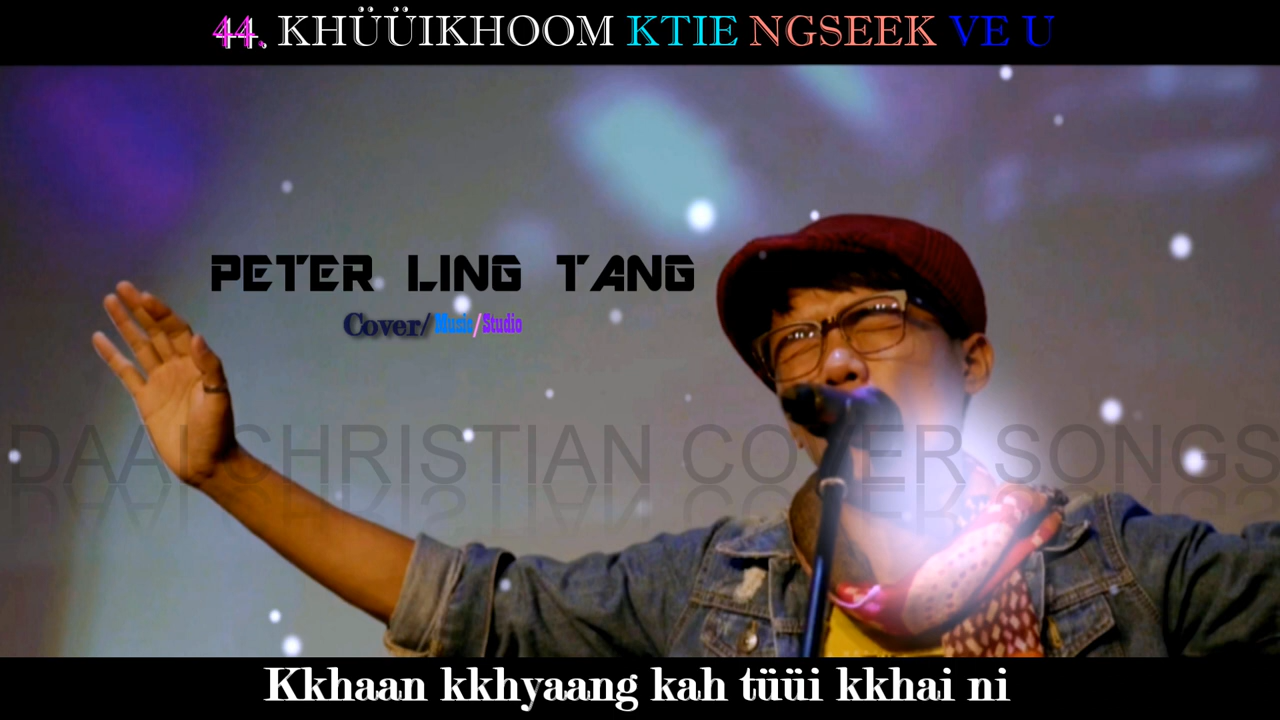 44. KHÜÜIKHOOM KTIE NGSEEK VE U
PETER LING TANG
Cover/Music/Studio
DAAI CHRISTIAN COVER SONGS
Kkhaan kkhyaang kah tüüi kkhai ni